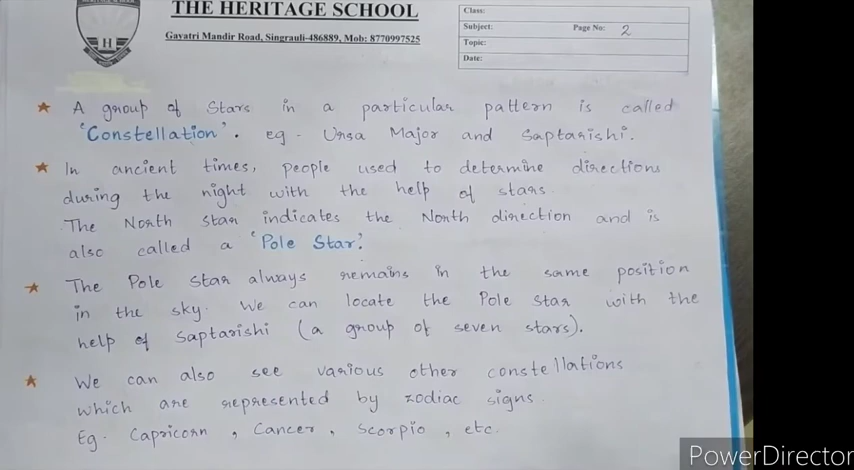 THE HERITAGE SCHOOL
Gayatri Mandir Road, Singrauli-486889, Mob: 8770997525
Class:
Subject: Page No: 2
Topic:
Date:
H
★ A group of Stars in a particular pattern is called
'Constellation'. eg - Ursa Major and Saptarishi.
★ In ancient times, people used to determine directions
during the night with the help of stars.
The North star indicates the North direction and is
also called a 'Pole Star'.
★ The Pole star always remains in the same position
in the sky. We can locate the Pole star with the
help of Saptarishi (a group of seven stars).
★ We can also see various other constellations
which are represented by zodiac signs.
Eg. Capricorn, Cancer, Scorpio, etc.
PowerDirector